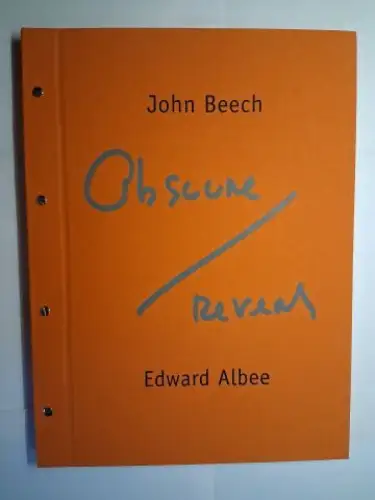 John Beech
Obscure
/
Reveal
Edward Albee